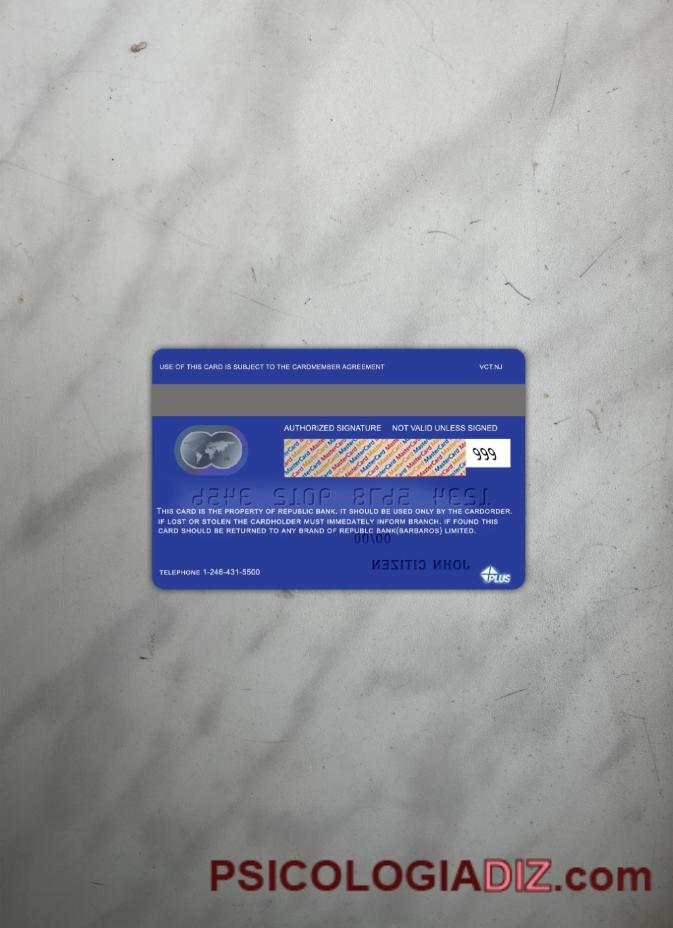 USE OF THIS CARD IS SUBJECT TO THE CARDMEMBER AGREEMENT VCT.NJ
AUTHORIZED SIGNATURE NOT VALID UNLESS SIGNED
MasterCard MasterCard MasterCard
999
1234 5678 9012 3456
THIS CARD IS THE PROPERTY OF REPUBLIC BANK. IT SHOULD BE USED ONLY BY THE CARDORDER.
IF LOST OR STOLEN THE CARDHOLDER MUST IMMEDATELY INFORM BRANCH. IF FOUND THIS
CARD SHOULD BE RETURNED TO ANY BRAND OF REPUBLC BANK(BARBAROS) LIMITED.
00/00
JOHN CITIZEN
TELEPHONE 1-246-431-5500
PLUS
PSICOLOGIADIZ.com